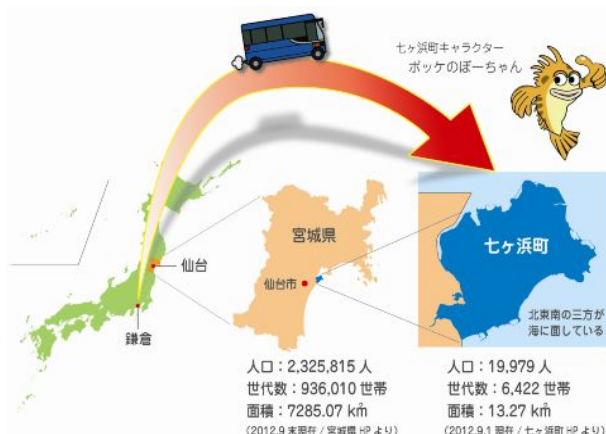 七ヶ浜町キャラクター
ボッケのぼーちゃん
宮城県
七ヶ浜町
仙台
仙台市
鎌倉
北東南の三方が
海に面している
人口：2,325,815 人
世代数：936,010 世帯
面積：7285.07 k㎡
（2012.9 末現在 / 宮城県 HP より）
人口：19,979 人
世代数：6,422 世帯
面積：13.27 k㎡
（2012.9.1 現在 / 七ヶ浜町 HP より）